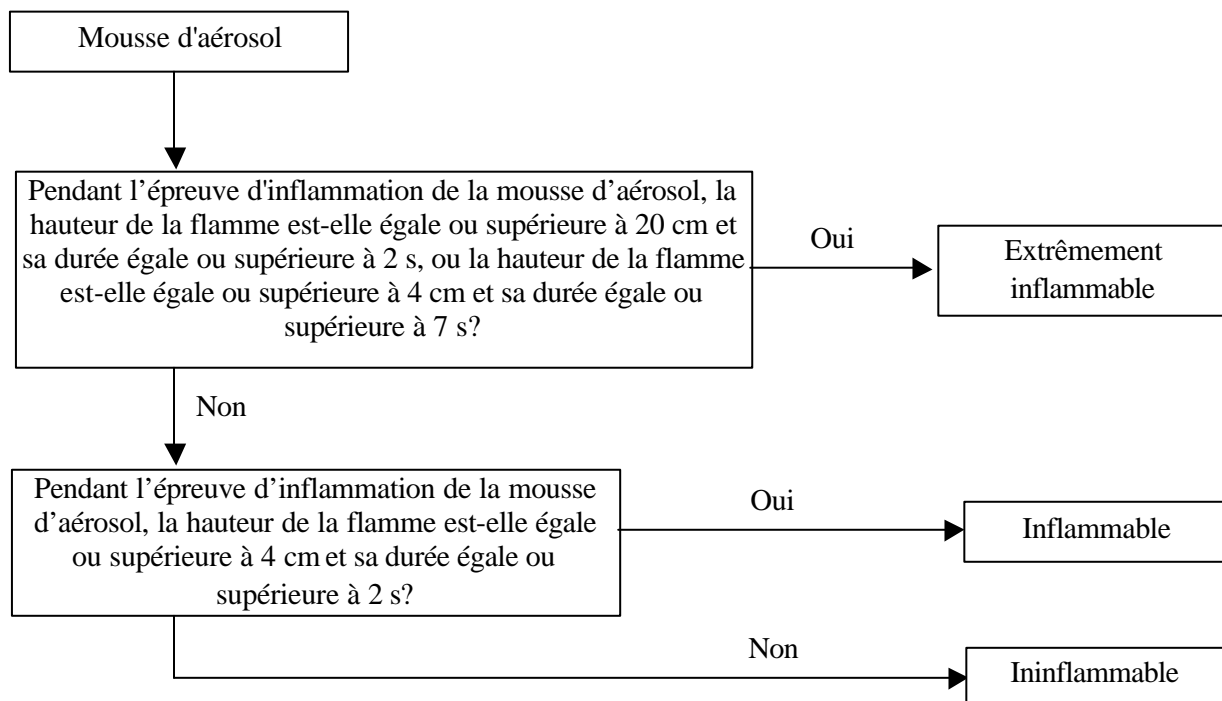 Mousse d'aérosol
Pendant l’épreuve d'inflammation de la mousse d’aérosol, la
hauteur de la flamme est-elle égale ou supérieure à 20 cm et
sa durée égale ou supérieure à 2 s, ou la hauteur de la flamme
est-elle égale ou supérieure à 4 cm et sa durée égale ou
supérieure à 7 s?
Oui
Extrêmement
inflammable
Non
Pendant l’épreuve d’inflammation de la mousse
d’aérosol, la hauteur de la flamme est-elle égale
ou supérieure à 4 cm et sa durée égale ou
supérieure à 2 s?
Oui
Inflammable
Non
Ininflammable